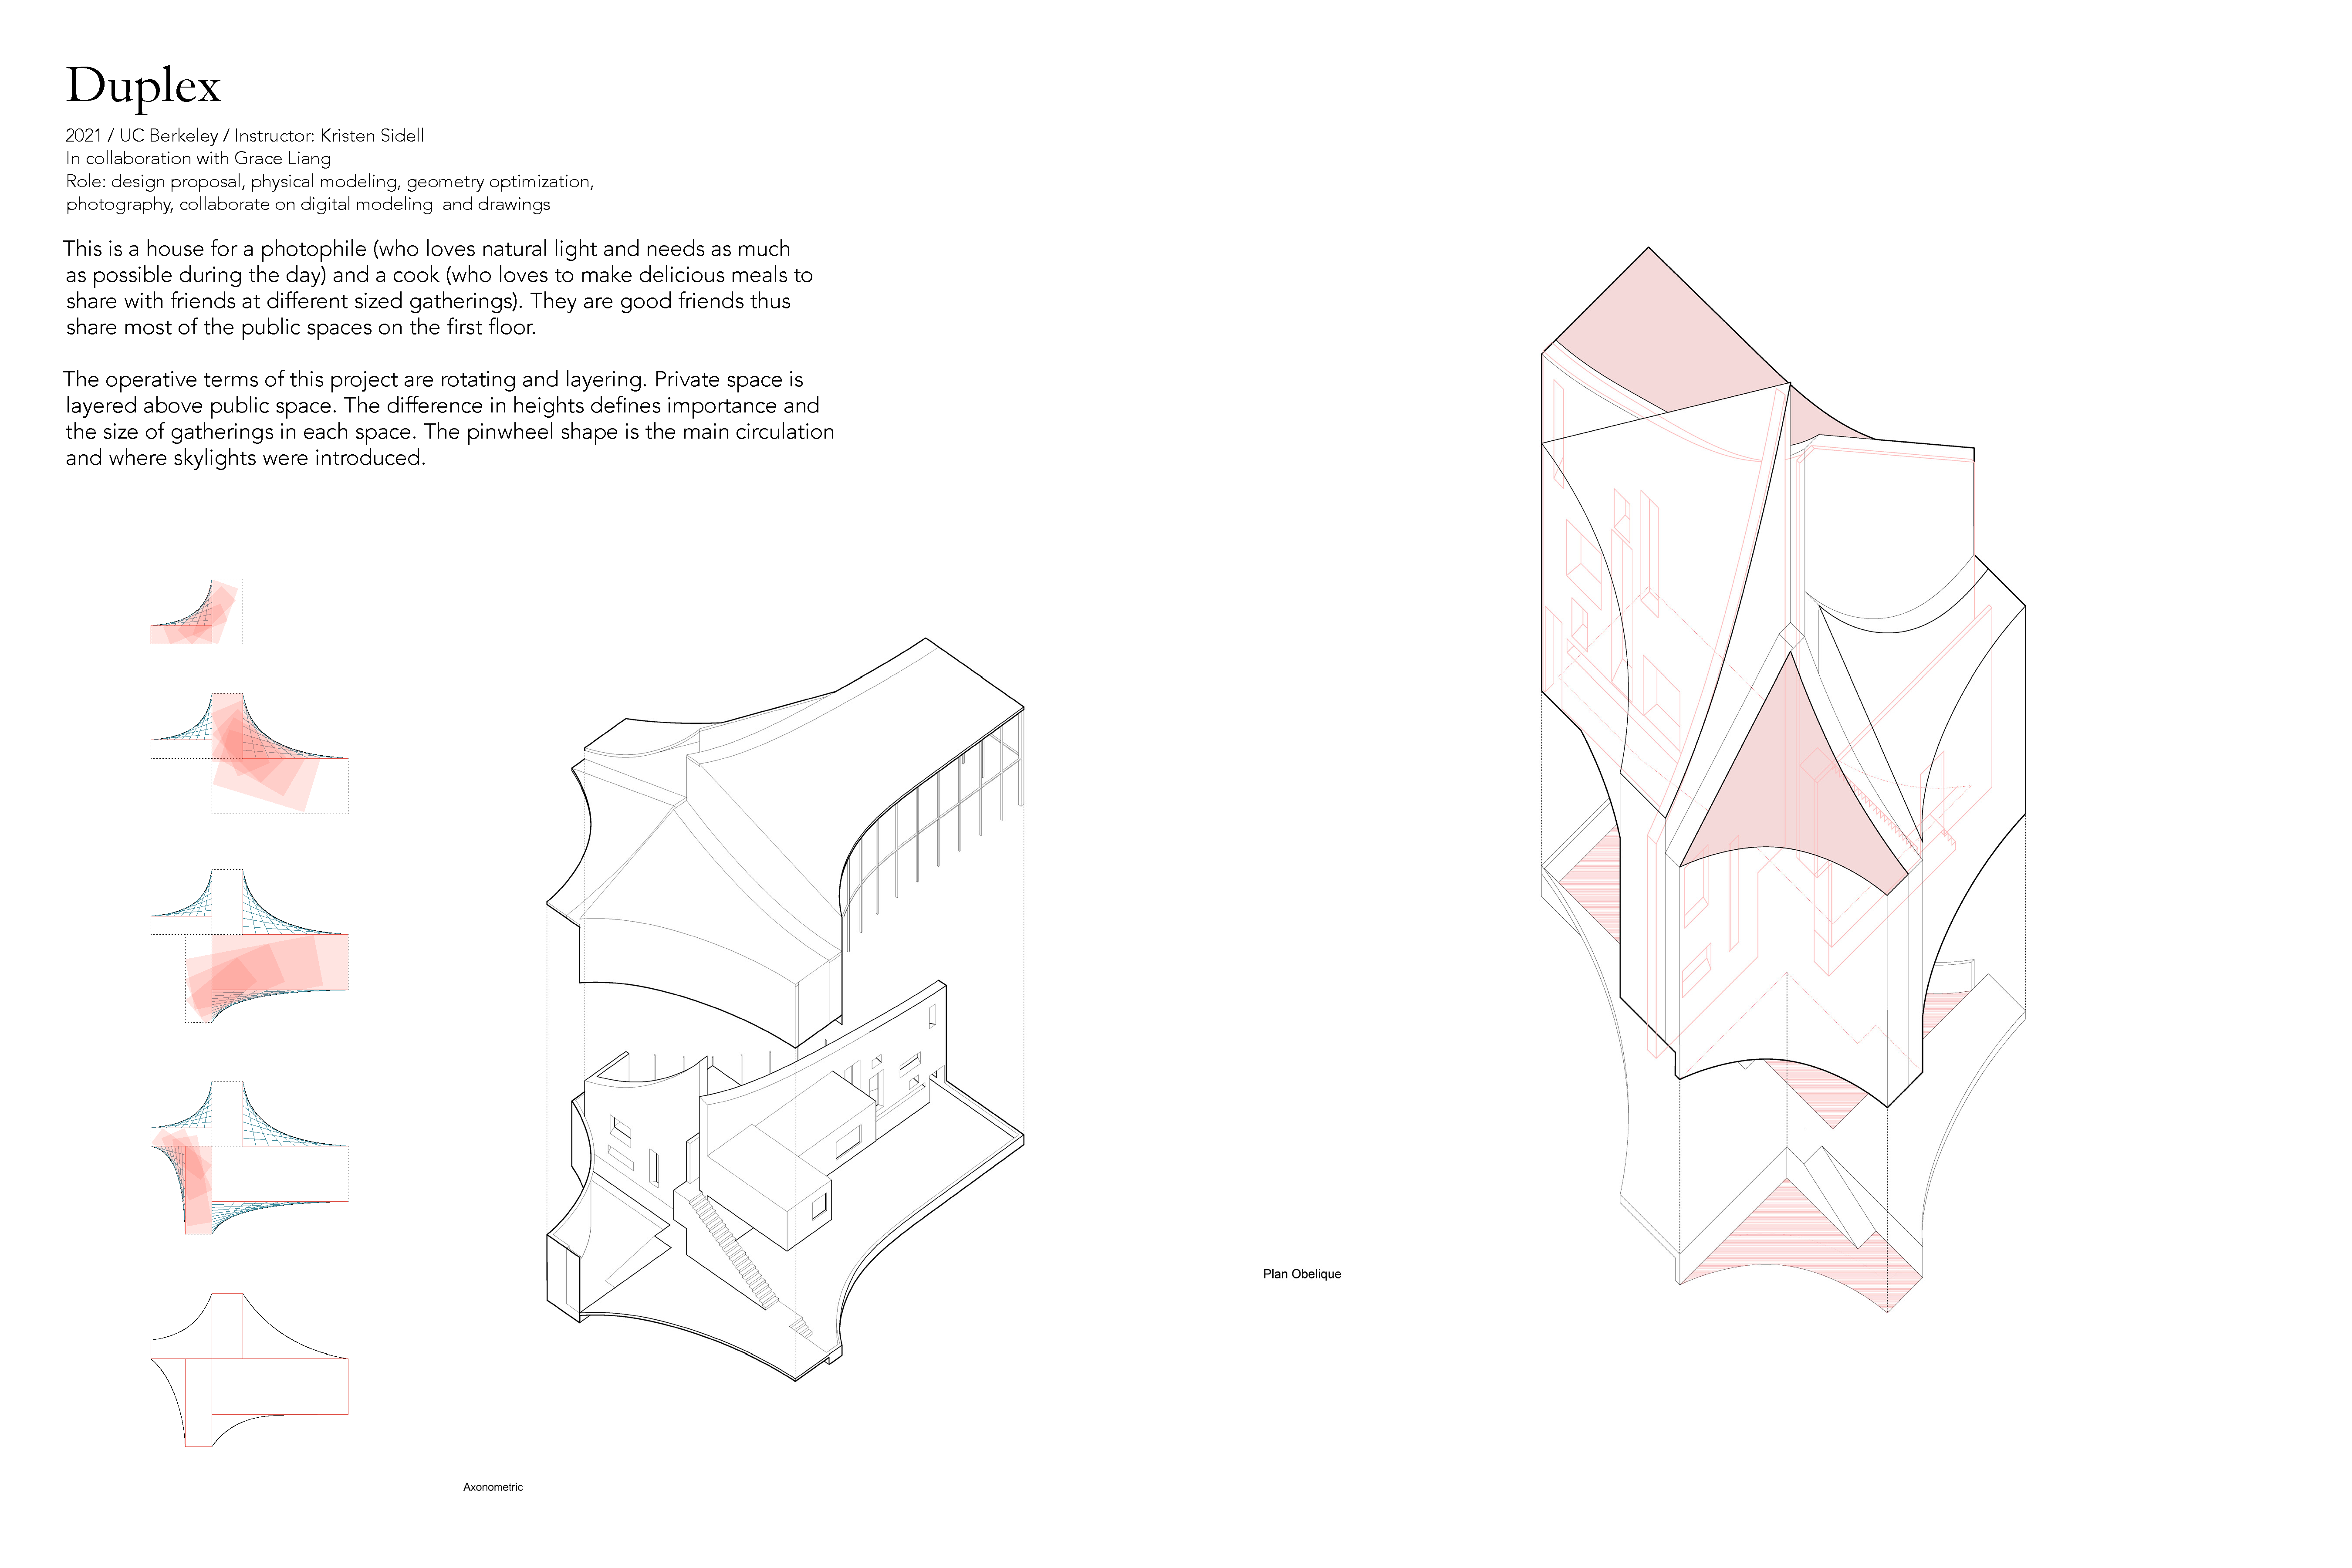 Duplex
2021 / UC Berkeley / Instructor: Kristen Sidell
In collaboration with Grace Liang
Role: design proposal, physical modeling, geometry optimization,
photography, collaborate on digital modeling  and drawings
This is a house for a photophile (who loves natural light and needs as much
as possible during the day) and a cook (who loves to make delicious meals to
share with friends at different sized gatherings). They are good friends thus
share most of the public spaces on the first floor.
The operative terms of this project are rotating and layering. Private space is
layered above public space. The difference in heights defines importance and
the size of gatherings in each space. The pinwheel shape is the main circulation
and where skylights were introduced.
Axonometric
Plan Obelique